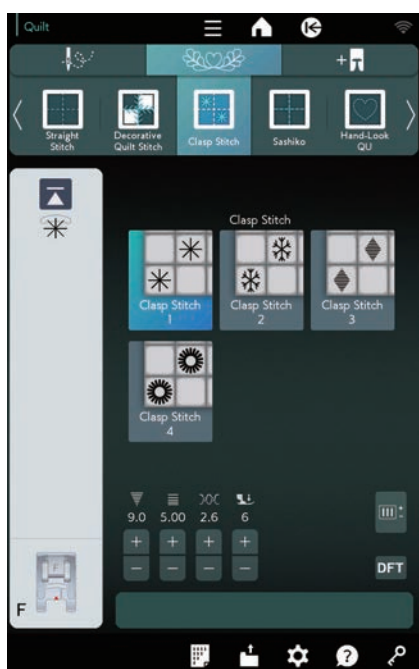 Quilt
Straight
Stitch
Decorative
Quilt Stitch
Clasp Stitch
Sashiko
Hand-Look
QU
Clasp Stitch
Clasp Stitch
1
Clasp Stitch
2
Clasp Stitch
3
Clasp Stitch
4
9.0 5.00 2.6 6
+ + + +
- - - -
DFT
F